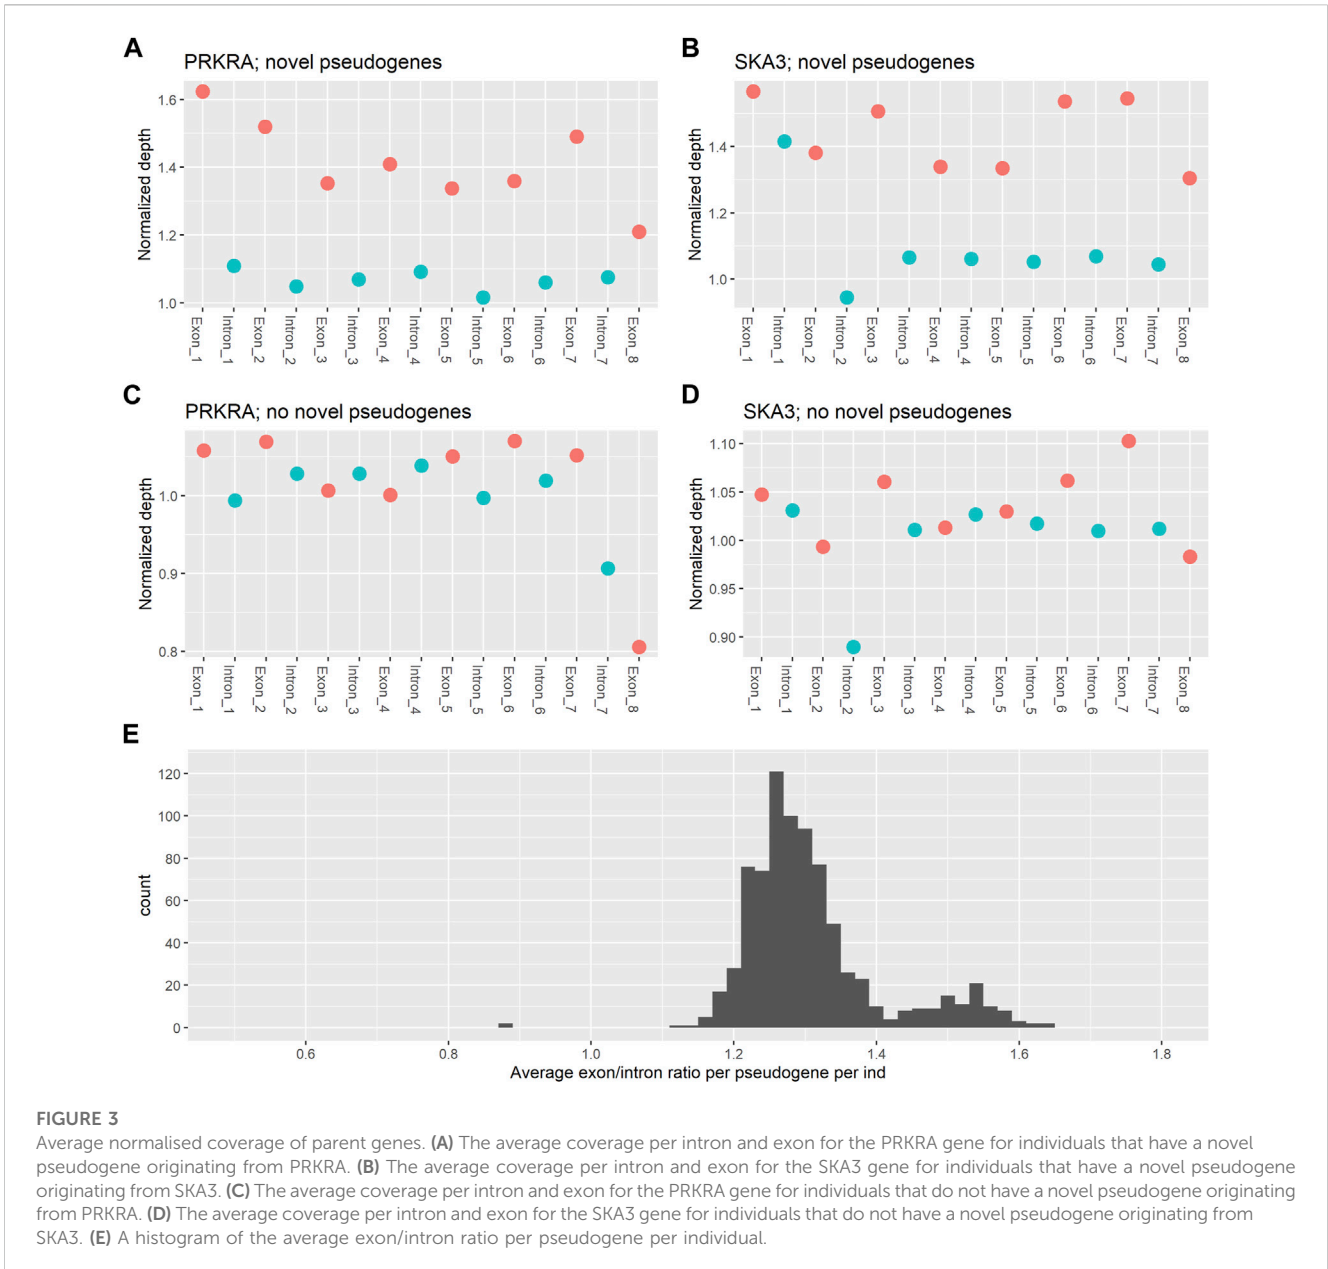 A
PRKRA; novel pseudogenes
Normalized depth
1.6
1.4
1.2
1.0
Exon_1
Intron_1
Exon_2
Intron_2
Exon_3
Intron_3
Exon_4
Intron_4
Exon_5
Intron_5
Exon_6
Intron_6
Exon_7
Intron_7
Exon_8
B
SKA3; novel pseudogenes
Normalized depth
1.4
1.2
1.0
Exon_1
Intron_1
Exon_2
Intron_2
Exon_3
Intron_3
Exon_4
Intron_4
Exon_5
Intron_5
Exon_6
Intron_6
Exon_7
Intron_7
Exon_8
C
PRKRA; no novel pseudogenes
Normalized depth
1.0
0.9
0.8
Exon_1
Intron_1
Exon_2
Intron_2
Exon_3
Intron_3
Exon_4
Intron_4
Exon_5
Intron_5
Exon_6
Intron_6
Exon_7
Intron_7
Exon_8
D
SKA3; no novel pseudogenes
Normalized depth
1.10
1.05
1.00
0.95
0.90
Exon_1
Intron_1
Exon_2
Intron_2
Exon_3
Intron_3
Exon_4
Intron_4
Exon_5
Intron_5
Exon_6
Intron_6
Exon_7
Intron_7
Exon_8
E
count
120
100
80
60
40
20
0
0.6 0.8 1.0 1.2 1.4 1.6 1.8
Average exon/intron ratio per pseudogene per ind
FIGURE 3
Average normalised coverage of parent genes. (A) The average coverage per intron and exon for the PRKRA gene for individuals that have a novel
pseudogene originating from PRKRA. (B) The average coverage per intron and exon for the SKA3 gene for individuals that have a novel pseudogene
originating from SKA3. (C) The average coverage per intron and exon for the PRKRA gene for individuals that do not have a novel pseudogene originating
from PRKRA. (D) The average coverage per intron and exon for the SKA3 gene for individuals that do not have a novel pseudogene originating from
SKA3. (E) A histogram of the average exon/intron ratio per pseudogene per individual.